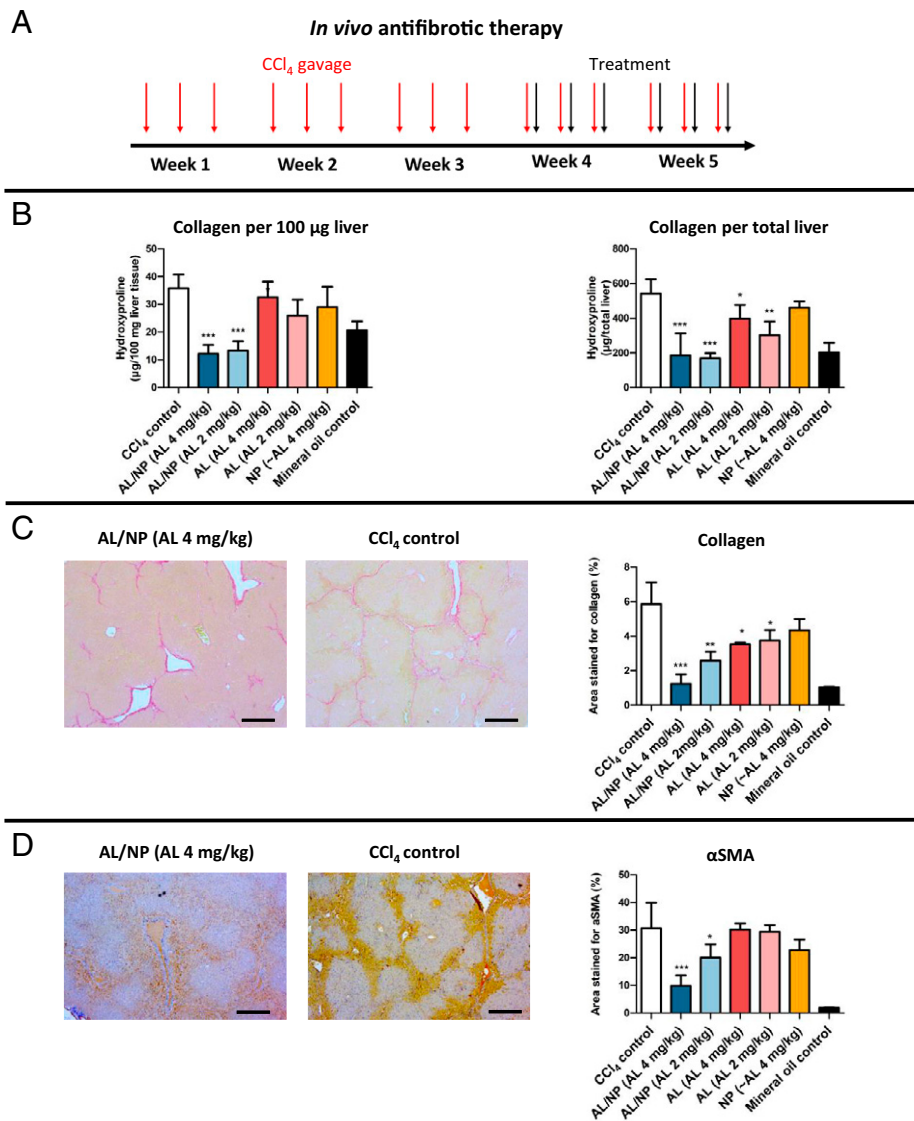 A
In vivo antifibrotic therapy
CCl₄ gavage
Treatment
Week 1
Week 2
Week 3
Week 4
Week 5
B
Collagen per 100 µg liver
Hydroxyproline
(µg/100 mg liver tissue)
50
40
30
20
10
0
***
***
CCl₄ control
AL/NP (AL 4 mg/kg)
AL/NP (AL 2 mg/kg)
AL (AL 4 mg/kg)
AL (AL 2 mg/kg)
NP (~AL 4 mg/kg)
Mineral oil control
Collagen per total liver
Hydroxyproline
(µg/total liver)
800
600
400
200
0
***
***
*
**
CCl₄ control
AL/NP (AL 4 mg/kg)
AL/NP (AL 2 mg/kg)
AL (AL 4 mg/kg)
AL (AL 2 mg/kg)
NP (~AL 4 mg/kg)
Mineral oil control
C
AL/NP (AL 4 mg/kg)
CCl₄ control
Collagen
Area stained for collagen (%)
8
6
4
2
0
***
**
*
*
CCl₄ control
AL/NP (AL 4 mg/kg)
AL/NP (AL 2mg/kg)
AL (AL 4 mg/kg)
AL (AL 2 mg/kg)
NP (~AL 4 mg/kg)
Mineral oil control
D
AL/NP (AL 4 mg/kg)
CCl₄ control
αSMA
Area stained for aSMA (%)
50
40
30
20
10
0
***
*
CCl₄ control
AL/NP (AL 4 mg/kg)
AL/NP (AL 2 mg/kg)
AL (AL 4 mg/kg)
AL (AL 2 mg/kg)
NP (~AL 4 mg/kg)
Mineral oil control